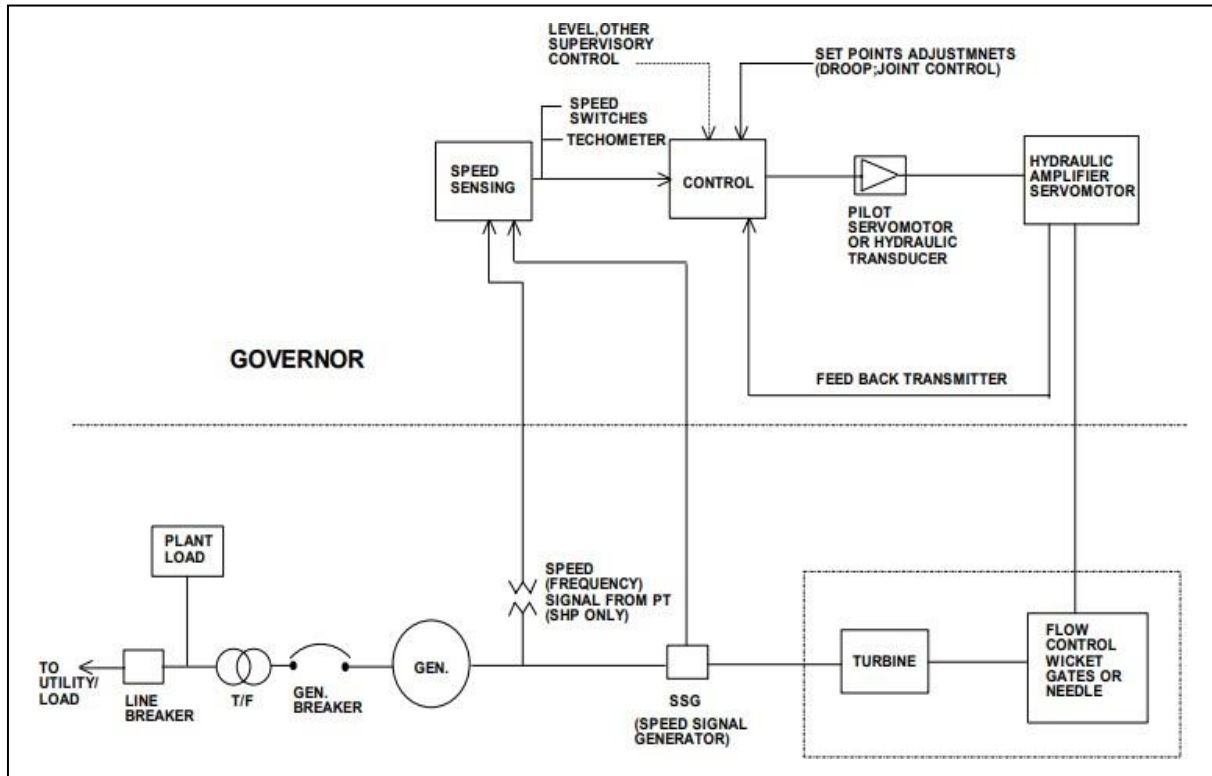 LEVEL,OTHER
SUPERVISORY
CONTROL
SET POINTS ADJUSTMNETS
(DROOP;JOINT CONTROL)
SPEED
SWITCHES
TECHOMETER
SPEED
SENSING
CONTROL
HYDRAULIC
AMPLIFIER
SERVOMOTOR
PILOT
SERVOMOTOR
OR HYDRAULIC
TRANSDUCER
GOVERNOR
FEED BACK TRANSMITTER
PLANT
LOAD
SPEED
(FREQUENCY)
SIGNAL FROM PT
(SHP ONLY)
TO
UTILITY/
LOAD
LINE
BREAKER
T/F
GEN.
BREAKER
GEN.
SSG
(SPEED SIGNAL
GENERATOR)
TURBINE
FLOW
CONTROL
WICKET
GATES OR
NEEDLE